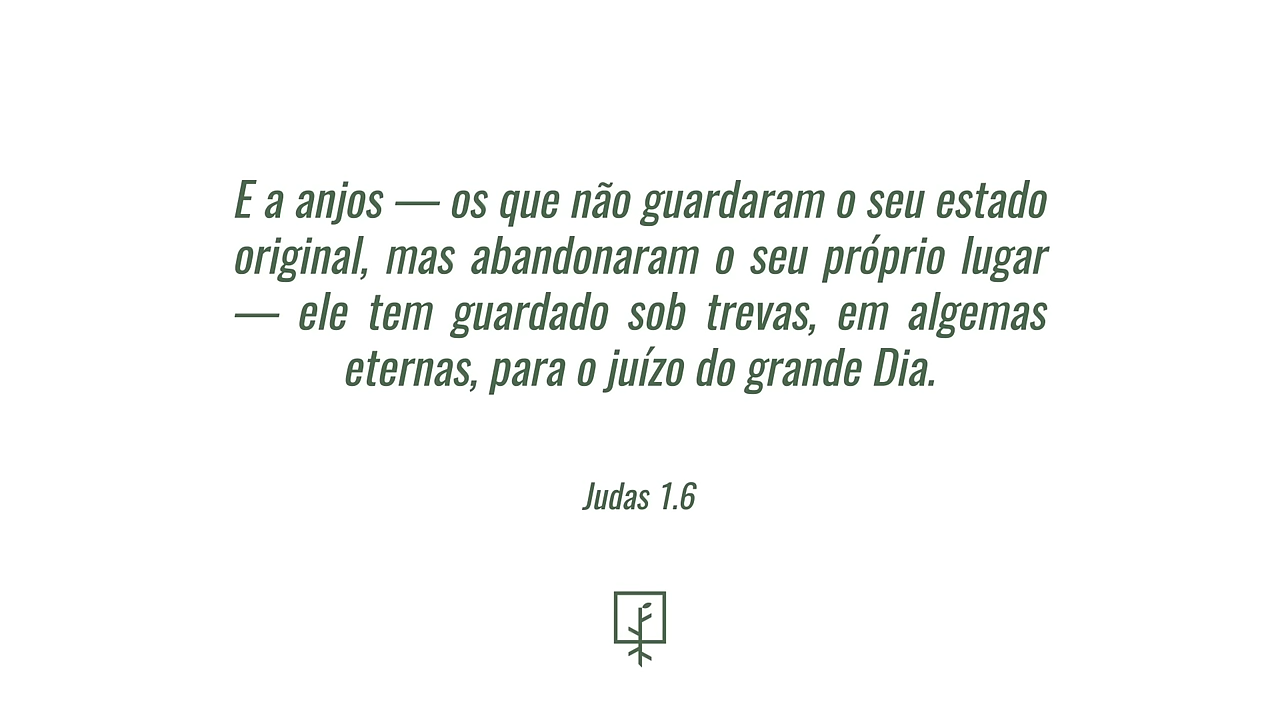 E a anjos — os que não guardaram o seu estado
original, mas abandonaram o seu próprio lugar
— ele tem guardado sob trevas, em algemas
eternas, para o juízo do grande Dia.
Judas 1.6